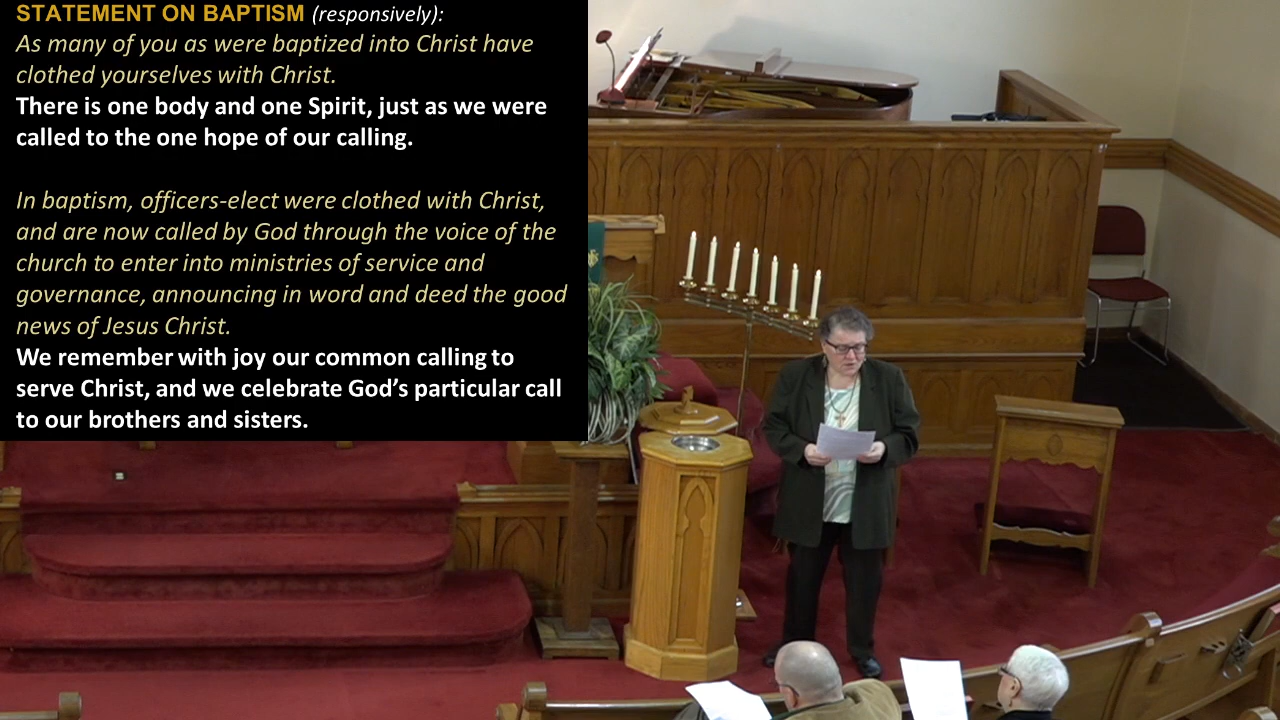 STATEMENT ON BAPTISM (responsively):
As many of you as were baptized into Christ have
clothed yourselves with Christ.
There is one body and one Spirit, just as we were
called to the one hope of our calling.
In baptism, officers-elect were clothed with Christ,
and are now called by God through the voice of the
church to enter into ministries of service and
governance, announcing in word and deed the good
news of Jesus Christ.
We remember with joy our common calling to
serve Christ, and we celebrate God’s particular call
to our brothers and sisters.